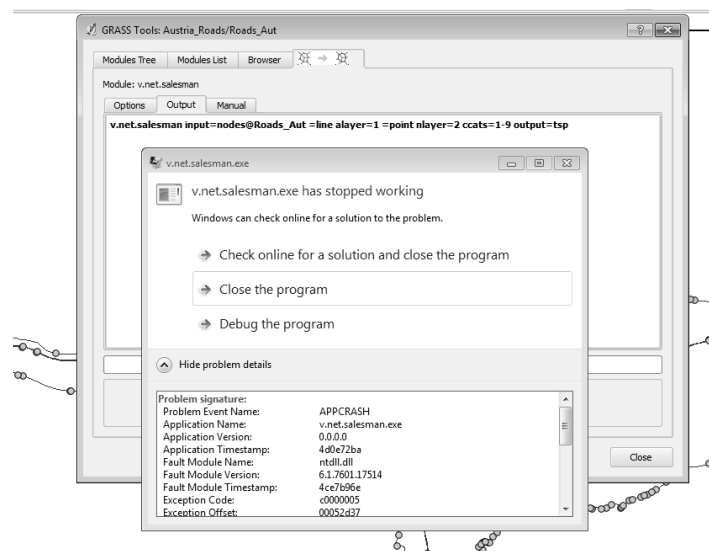 GRASS Tools: Austria_Roads/Roads_Aut
Modules Tree
Modules List
Browser
Module: v.net.salesman
Options
Output
Manual
v.net.salesman input=nodes@Roads_Aut =line alayer=1 =point nlayer=2 ccats=1-9 output=tsp
v.net.salesman.exe
v.net.salesman.exe has stopped working
Windows can check online for a solution to the problem.
Check online for a solution and close the program
Close the program
Debug the program
Hide problem details
Problem signature:
Problem Event Name: APPCRASH
Application Name: v.net.salesman.exe
Application Version: 0.0.0.0
Application Timestamp: 4d0e72ba
Fault Module Name: ntdll.dll
Fault Module Version: 6.1.7601.17514
Fault Module Timestamp: 4ce7b96e
Exception Code: c0000005
Exception Offset: 00052d37
Close